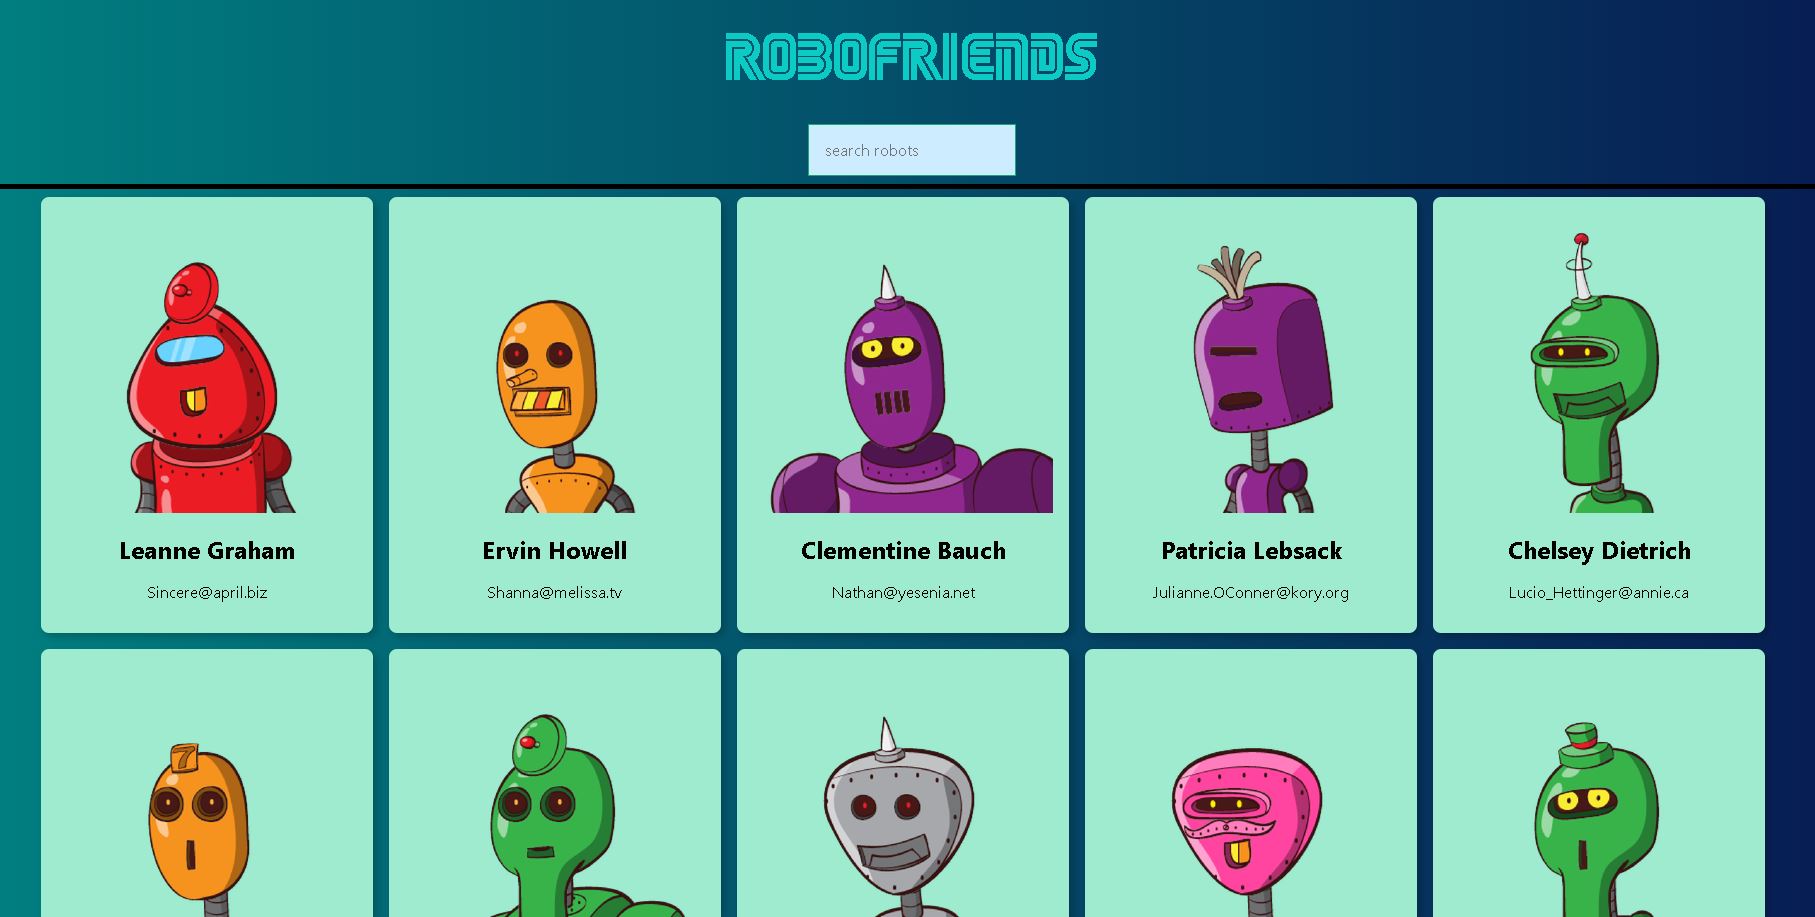 ROBOFRIENDS
search robots
Leanne Graham
Sincere@april.biz
Ervin Howell
Shanna@melissa.tv
Clementine Bauch
Nathan@yesenia.net
Patricia Lebsack
Julianne.OConner@kory.org
Chelsey Dietrich
Lucio_Hettinger@annie.ca
7